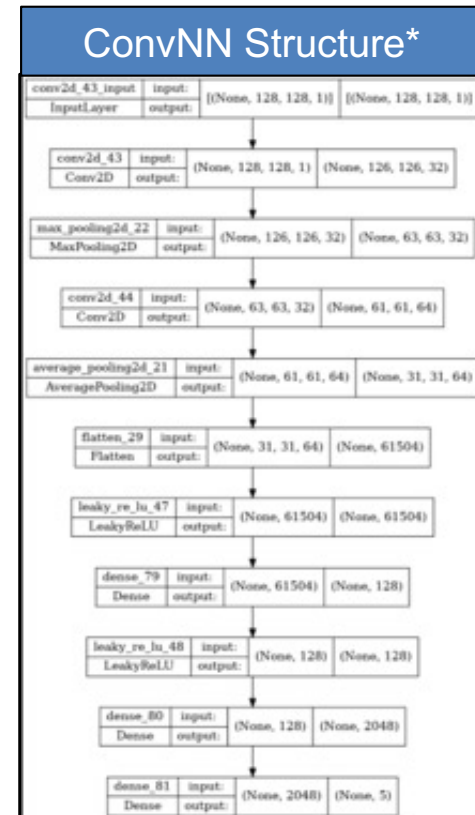 ConvNN Structure*
conv2d_43_input input: [(None, 128, 128, 1)] [(None, 128, 128, 1)]
InputLayer output:
conv2d_43 input: (None, 128, 128, 1) (None, 126, 126, 32)
Conv2D output:
max_pooling2d_22 input: (None, 126, 126, 32) (None, 63, 63, 32)
MaxPooling2D output:
conv2d_44 input: (None, 63, 63, 32) (None, 61, 61, 64)
Conv2D output:
average_pooling2d_21 input: (None, 61, 61, 64) (None, 31, 31, 64)
AveragePooling2D output:
flatten_29 input: (None, 31, 31, 64) (None, 61504)
Flatten output:
leaky_re_lu_47 input: (None, 61504) (None, 61504)
LeakyReLU output:
dense_79 input: (None, 61504) (None, 128)
Dense output:
leaky_re_lu_48 input: (None, 128) (None, 128)
LeakyReLU output:
dense_80 input: (None, 128) (None, 2048)
Dense output:
dense_81 input: (None, 2048) (None, 5)
Dense output: